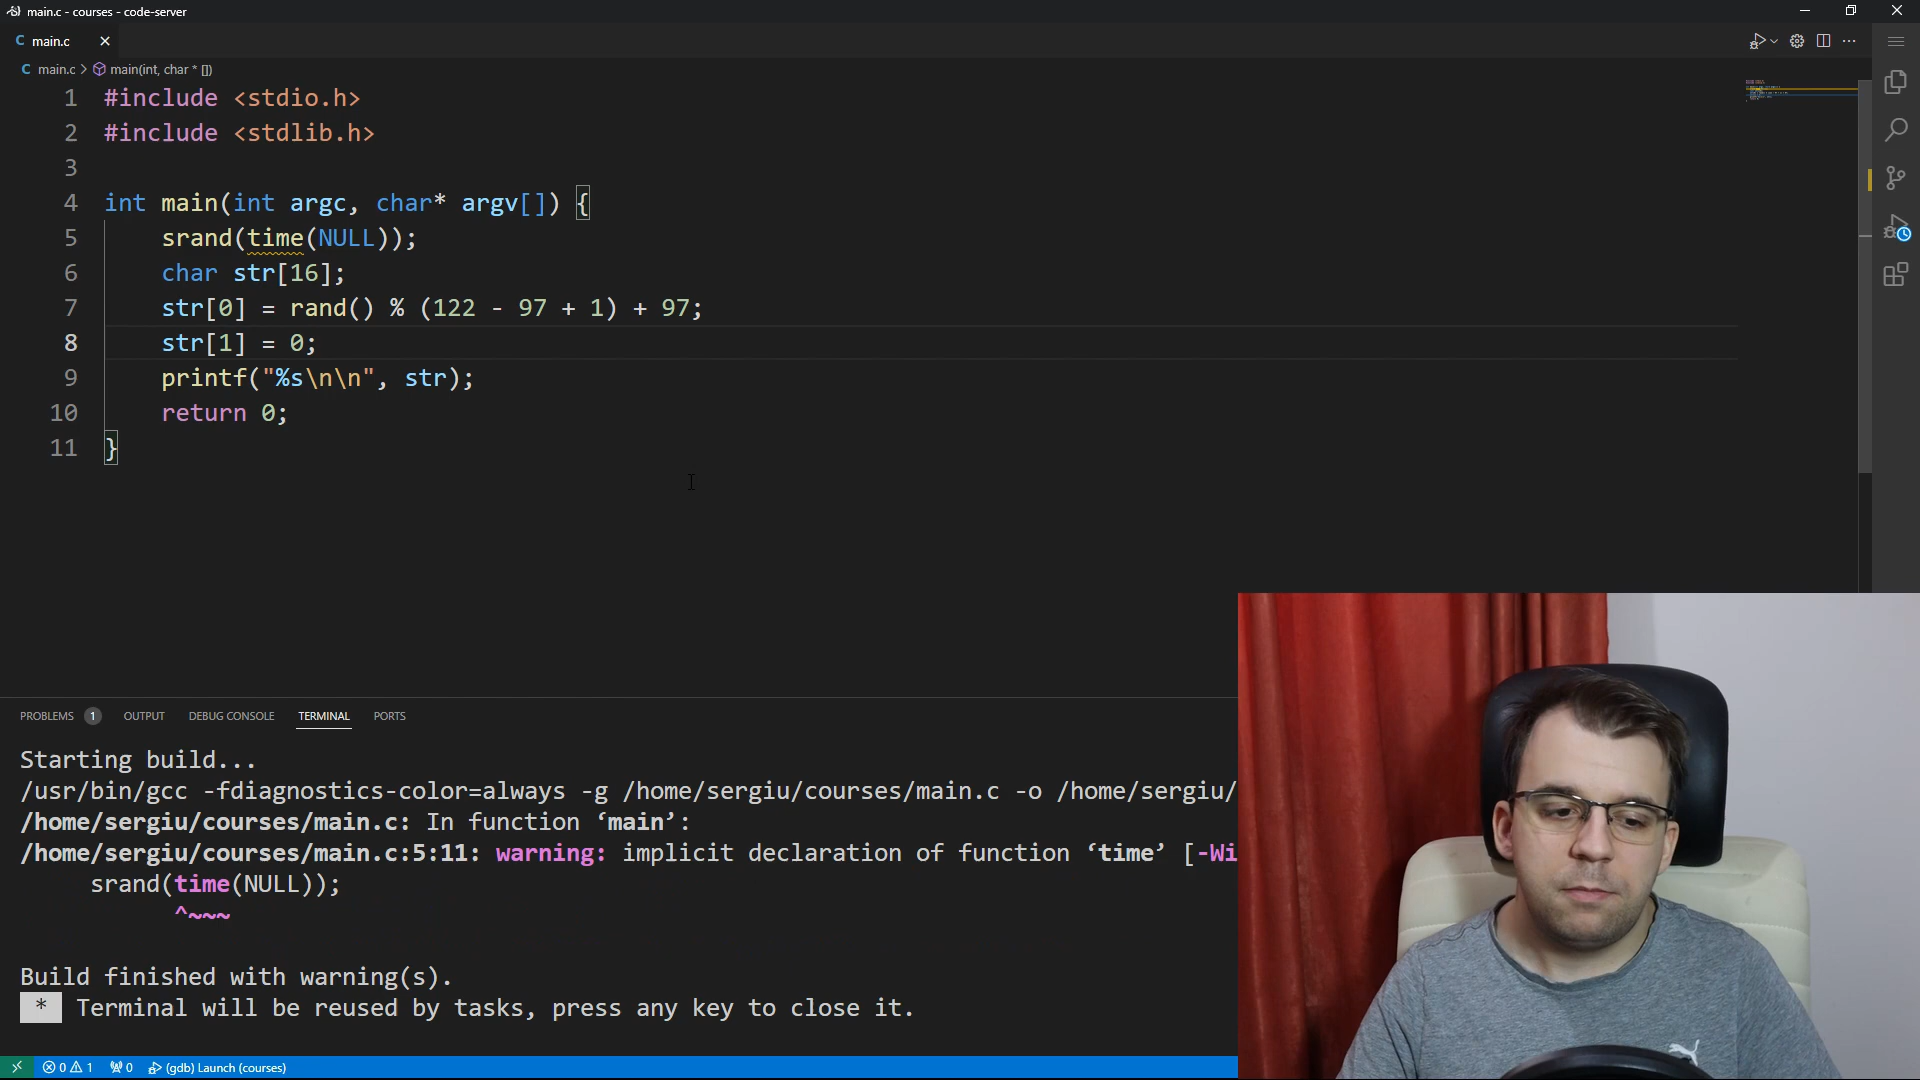 main.c - courses - code-server
C main.c
C main.c > main(int, char * [])
1 #include <stdio.h>
2 #include <stdlib.h>
3
4 int main(int argc, char* argv[]) {
5 srand(time(NULL));
6 char str[16];
7 str[0] = rand() % (122 - 97 + 1) + 97;
8 str[1] = 0;
9 printf("%s\n\n", str);
10 return 0;
11 }
PROBLEMS 1 OUTPUT DEBUG CONSOLE TERMINAL PORTS
Starting build...
/usr/bin/gcc -fdiagnostics-color=always -g /home/sergiu/courses/main.c -o /home/sergiu/
/home/sergiu/courses/main.c: In function ‘main’:
/home/sergiu/courses/main.c:5:11: warning: implicit declaration of function ‘time’ [-Wi
srand(time(NULL));
^~~~
Build finished with warning(s).
* Terminal will be reused by tasks, press any key to close it.
0 1 0 (gdb) Launch (courses)